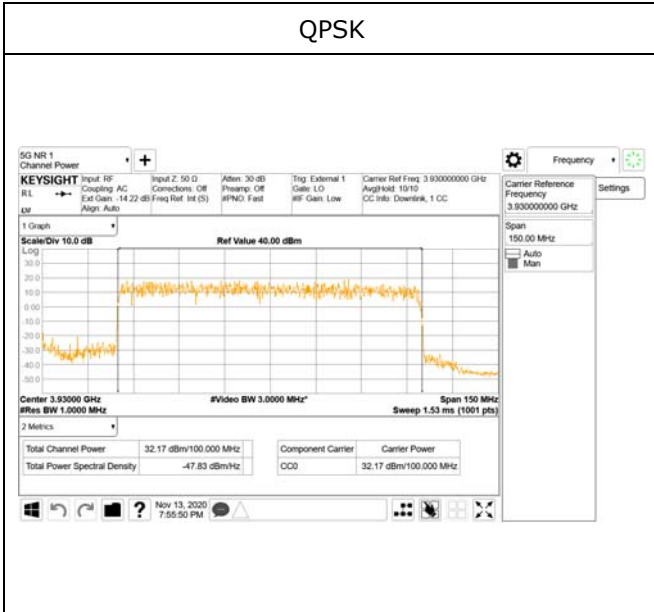 QPSK
5G NR 1
Channel Power
KEYSIGHT
RL
Input: RF
Coupling: AC
Ext Gain: -14.22 dB
Align: Auto
Input Z: 50 Ω
Corrections: Off
Freq Ref: Int (S)
Atten: 30 dB
Preamp: Off
#PNO: Fast
Trig: External 1
Gate: LO
#IF Gain: Low
Carrier Ref Freq: 3.930000000 GHz
Avg|Hold: 10/10
CC Info: Downlink, 1 CC
1 Graph
Scale/Div 10.0 dB
Ref Value 40.00 dBm
Log
30.0
20.0
10.0
0.00
-10.0
-20.0
-30.0
-40.0
-50.0
Center 3.93000 GHz
#Video BW 3.0000 MHz*
Span 150 MHz
#Res BW 1.0000 MHz
Sweep 1.53 ms (1001 pts)
2 Metrics
Total Channel Power 32.17 dBm/100.000 MHz
Total Power Spectral Density -47.83 dBm/Hz
Component Carrier Carrier Power
CC0 32.17 dBm/100.000 MHz
Nov 13, 2020
7:55:50 PM
Frequency
Carrier Reference
Frequency
3.930000000 GHz
Settings
Span
150.00 MHz
Auto
Man